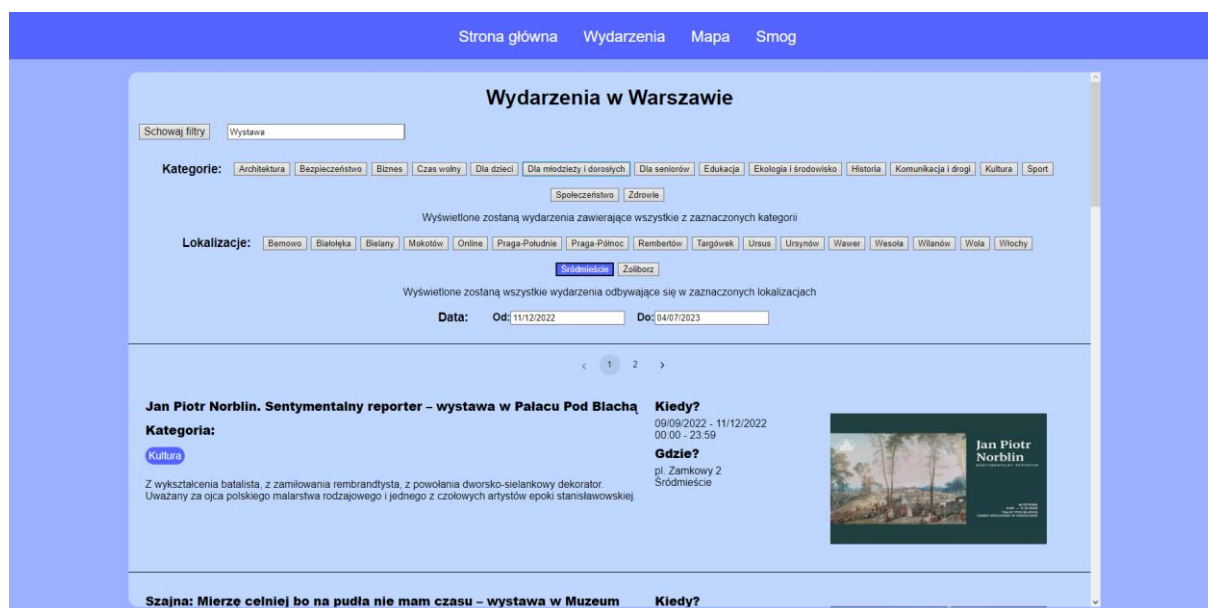 Strona główna Wydarzenia Mapa Smog
Wydarzenia w Warszawie
Schowaj filtry Wystawa
Kategorie: Architektura Bezpieczeństwo Biznes Czas wolny Dla dzieci Dla młodzieży i dorosłych Dla seniorów Edukacja Ekologia i środowisko Historia Komunikacja i drogi Kultura Sport
Społeczeństwo Zdrowie
Wyświetlone zostaną wydarzenia zawierające wszystkie z zaznaczonych kategorii
Lokalizacje: Bemowo Białołęka Bielany Mokotów Online Praga-Południe Praga-Północ Rembertów Targówek Ursus Ursynów Wawer Wesoła Wilanów Wola Włochy
Śródmieście Żoliborz
Wyświetlone zostaną wszystkie wydarzenia odbywające się w zaznaczonych lokalizacjach
Data: Od: 11/12/2022 Do: 04/07/2023
‹ 1 2 ›
Jan Piotr Norblin. Sentymentalny reporter – wystawa w Pałacu Pod Blachą
Kategoria:
Kultura
Z wykształcenia batalista, z zamiłowania rembrandtysta, z powołania dworsko-sielankowy dekorator.
Uważany za ojca polskiego malarstwa rodzajowego i jednego z czołowych artystów epoki stanisławowskiej.
Kiedy?
09/09/2022 - 11/12/2022
00:00 - 23:59
Gdzie?
pl. Zamkowy 2
Śródmieście
Jan Piotr
Norblin
SENTYMENTALNY REPORTER
Szajna: Mierzę celniej bo na pudła nie mam czasu – wystawa w Muzeum
Kiedy?